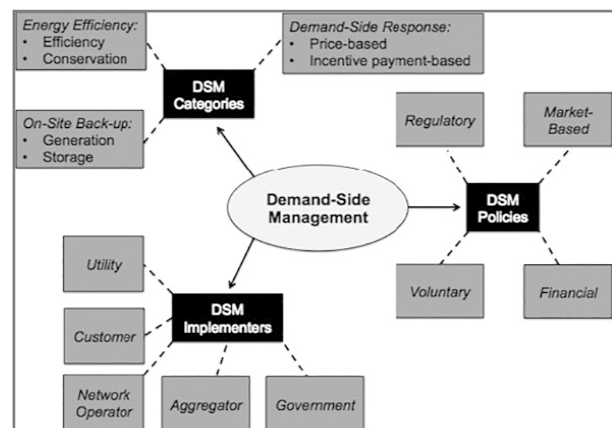 Energy Efficiency:
• Efficiency
• Conservation
Demand-Side Response:
• Price-based
• Incentive payment-based
DSM
Categories
On-Site Back-up:
• Generation
• Storage
Regulatory
Market-
Based
Demand-Side
Management
DSM
Policies
Voluntary
Financial
Utility
DSM
Implementers
Customer
Network
Operator
Aggregator
Government